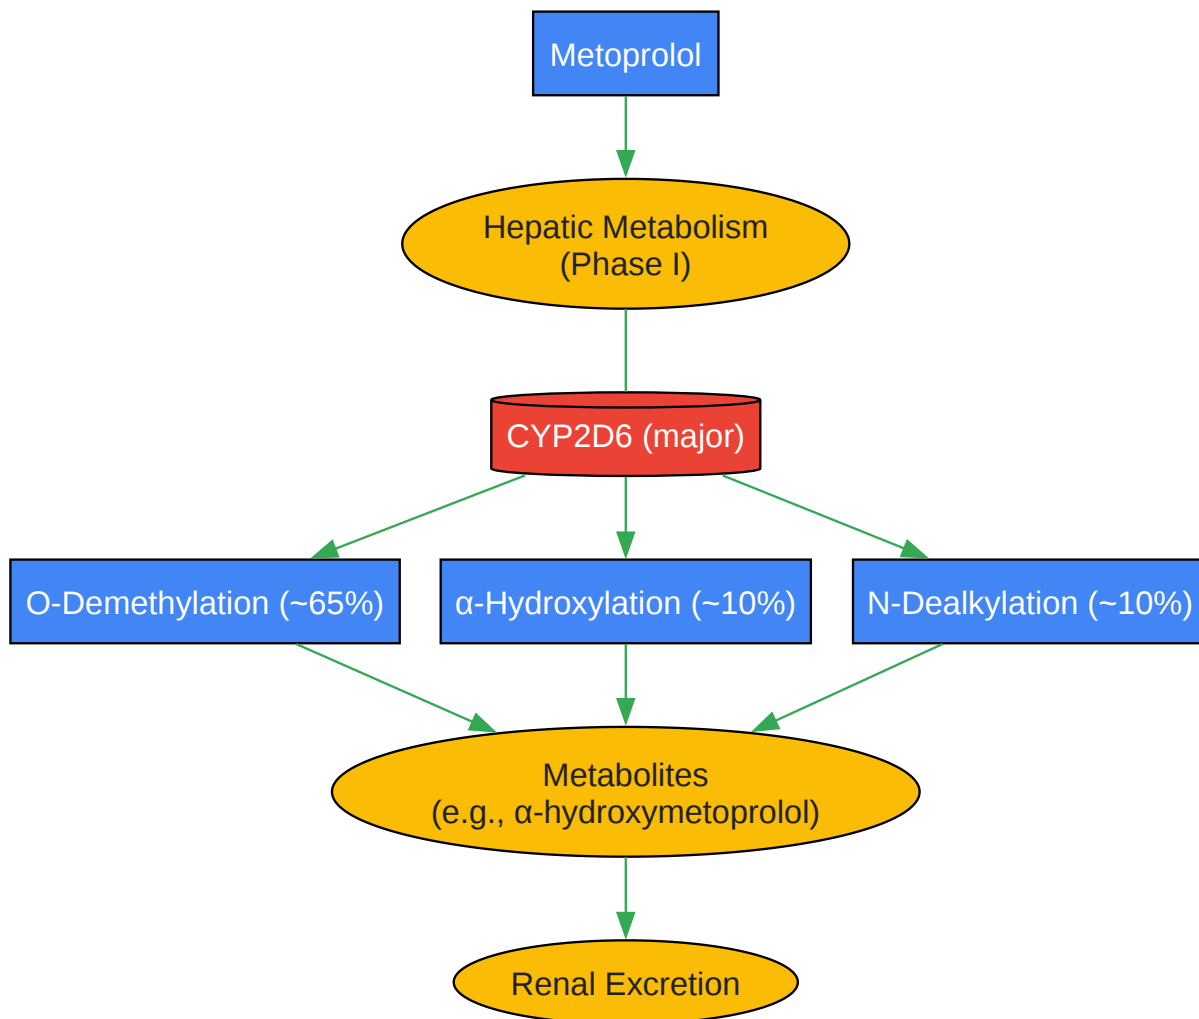 Metoprolol
Hepatic Metabolism
(Phase I)
CYP2D6 (major)
O-Demethylation (~65%)
α-Hydroxylation (~10%)
N-Dealkylation (~10%)
Metabolites
(e.g., α-hydroxymetoprolol)
Renal Excretion